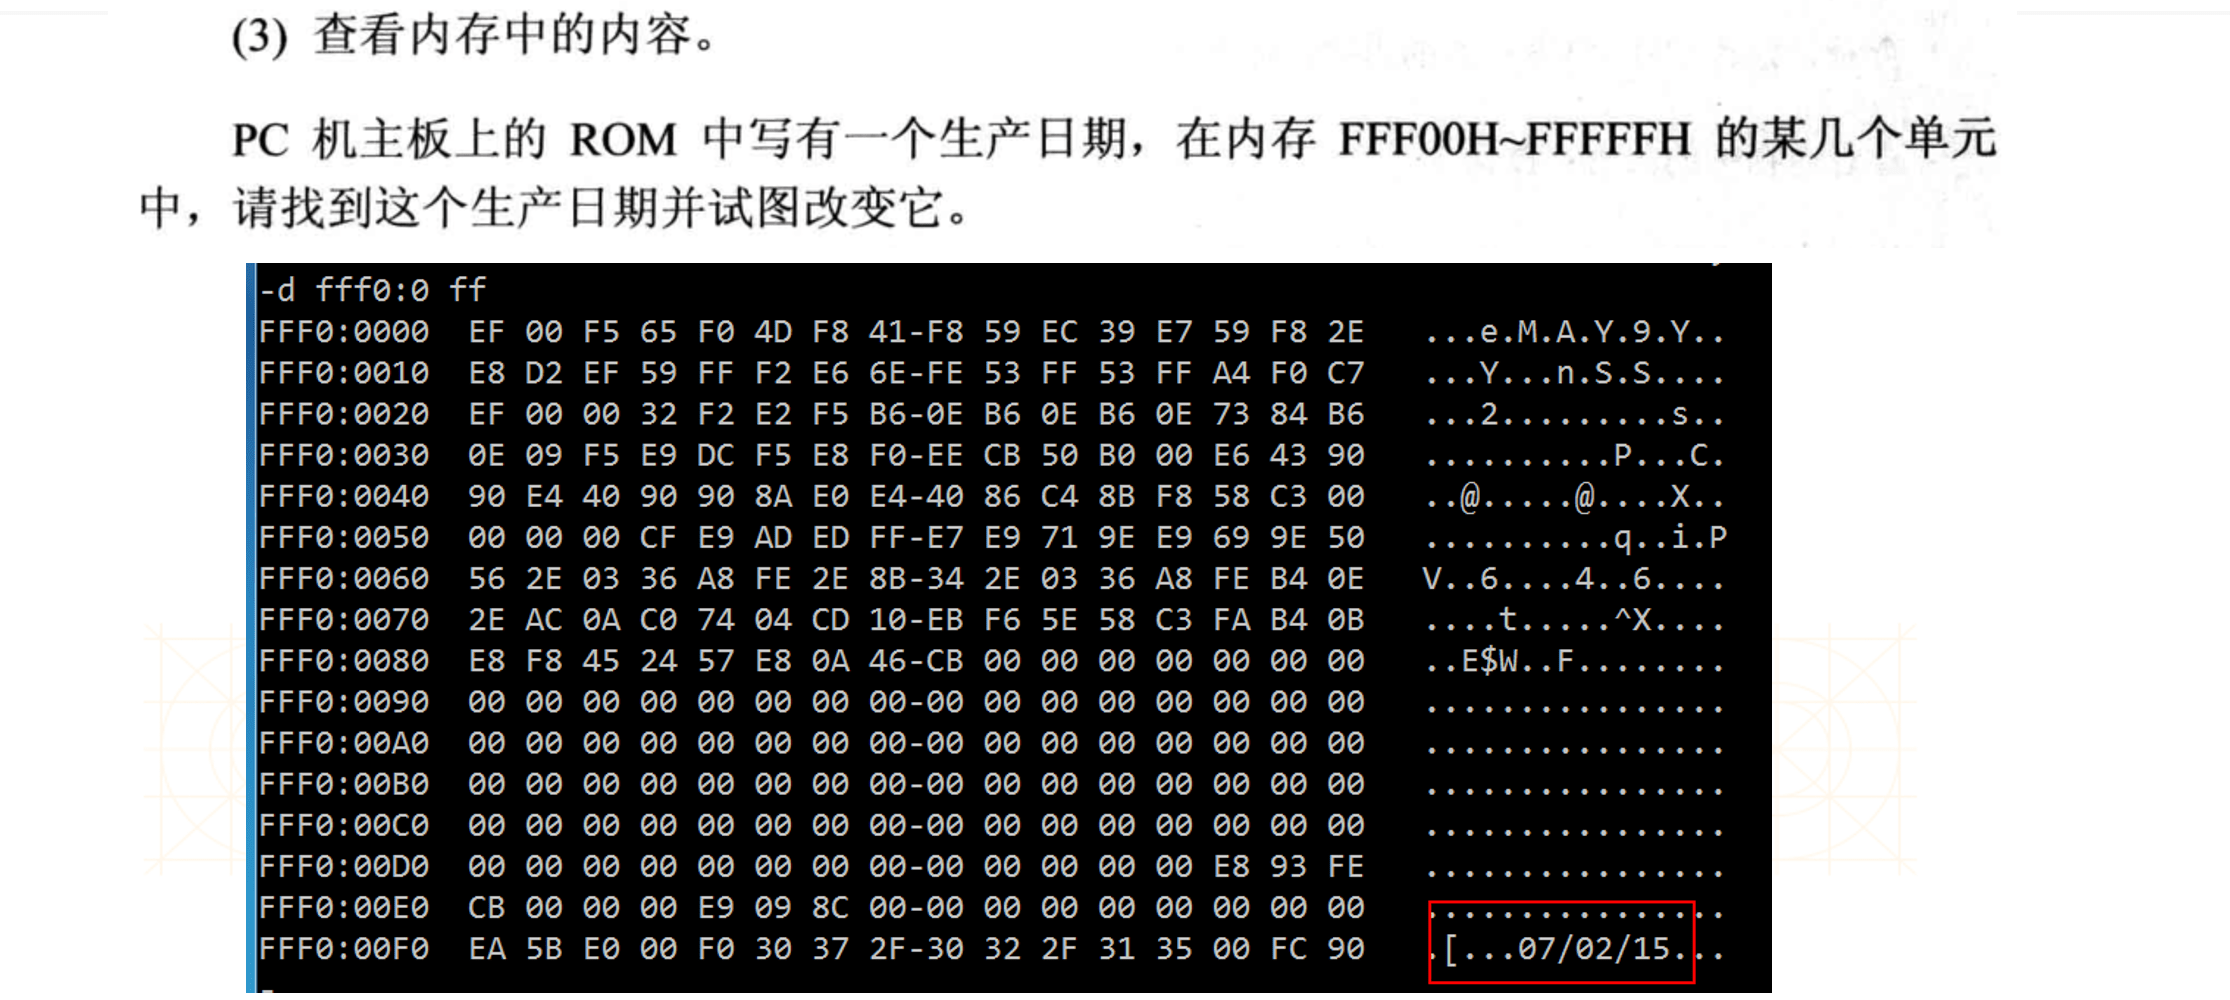 (3) 查看内存中的内容。
PC 机主板上的 ROM 中写有一个生产日期，在内存 FFF00H~FFFFFH 的某几个单元
中，请找到这个生产日期并试图改变它。
-d fff0:0 ff
FFF0:0000 EF 00 F5 65 F0 4D F8 41-F8 59 EC 39 E7 59 F8 2E ...e.M.A.Y.9.Y..
FFF0:0010 E8 D2 EF 59 FF F2 E6 6E-FE 53 FF 53 FF A4 F0 C7 ...Y...n.S.S....
FFF0:0020 EF 00 00 32 F2 E2 F5 B6-0E B6 0E B6 0E 73 84 B6 ...2.........s..
FFF0:0030 0E 09 F5 E9 DC F5 E8 F0-EE CB 50 B0 00 E6 43 90 ..........P...C.
FFF0:0040 90 E4 40 90 90 8A E0 E4-40 86 C4 8B F8 58 C3 00 ..@.....@....X..
FFF0:0050 00 00 00 CF E9 AD ED FF-E7 E9 71 9E E9 69 9E 50 ..........q..i.P
FFF0:0060 56 2E 03 36 A8 FE 2E 8B-34 2E 03 36 A8 FE B4 0E V..6....4..6....
FFF0:0070 2E AC 0A C0 74 04 CD 10-EB F6 5E 58 C3 FA B4 0B ....t.....^X....
FFF0:0080 E8 F8 45 24 57 E8 0A 46-CB 00 00 00 00 00 00 00 ..E$W..F........
FFF0:0090 00 00 00 00 00 00 00 00-00 00 00 00 00 00 00 00 ................
FFF0:00A0 00 00 00 00 00 00 00 00-00 00 00 00 00 00 00 00 ................
FFF0:00B0 00 00 00 00 00 00 00 00-00 00 00 00 00 00 00 00 ................
FFF0:00C0 00 00 00 00 00 00 00 00-00 00 00 00 00 00 00 00 ................
FFF0:00D0 00 00 00 00 00 00 00 00-00 00 00 00 00 E8 93 FE ................
FFF0:00E0 CB 00 00 00 E9 09 8C 00-00 00 00 00 00 00 00 00 ................
FFF0:00F0 EA 5B E0 00 F0 30 37 2F-30 32 2F 31 35 00 FC 90 .[...07/02/15...